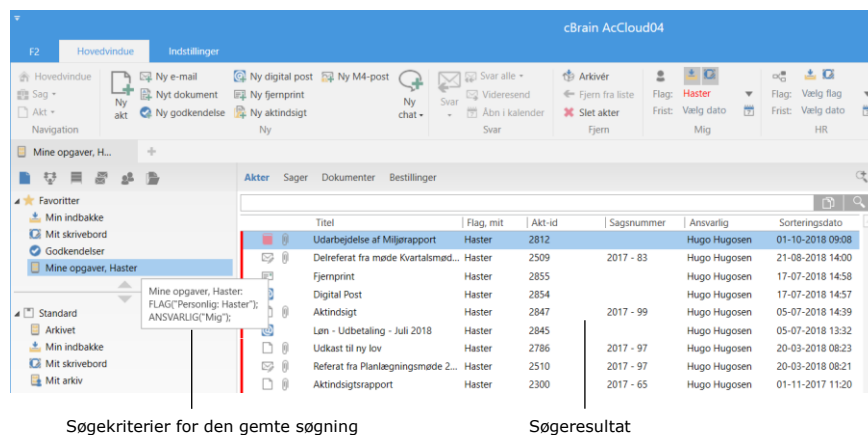 cBrain AcCloud04
F2 Hovedvindue Indstillinger
Hovedvindue
Sag
Akt
Navigation
Ny akt
Ny e-mail
Nyt dokument
Ny godkendelse
Ny digital post
Ny fjernprint
Ny aktindsigt
Ny M4-post
Ny chat
Ny
Svar
Svar alle
Videresend
Åbn i kalender
Svar
Arkivér
Fjern fra liste
Slet akter
Fjern
Flag: Haster
Frist: Vælg dato
Mig
Flag: Vælg flag
Frist: Vælg dato
HR
Mine opgaver, H...
Akter Sager Dokumenter Bestillinger
Favoritter
Min indbakke
Mit skrivebord
Godkendelser
Mine opgaver, Haster
Mine opgaver, Haster:
FLAG("Personlig: Haster");
ANSVARLIG("Mig");
Standard
Arkivet
Min indbakke
Mit skrivebord
Mit arkiv
Titel Flag, mit Akt-id Sagsnummer Ansvarlig Sorteringsdato
Udarbejdelse af Miljørapport Haster 2812 Hugo Hugosen 01-10-2018 09:08
Delreferat fra møde Kvartalsmød... Haster 2509 2017 - 83 Hugo Hugosen 21-08-2018 14:00
Fjernprint Haster 2855 Hugo Hugosen 17-07-2018 14:58
Digital Post Haster 2854 Hugo Hugosen 17-07-2018 14:57
Aktindsigt Haster 2847 2017 - 99 Hugo Hugosen 05-07-2018 14:39
Løn - Udbetaling - Juli 2018 Haster 2845 Hugo Hugosen 05-07-2018 13:32
Udkast til ny lov Haster 2786 2017 - 97 Hugo Hugosen 20-03-2018 08:23
Referat fra Planlægningsmøde 2... Haster 2510 2017 - 97 Hugo Hugosen 20-03-2018 08:21
Aktindsigtsrapport Haster 2300 2017 - 65 Hugo Hugosen 01-11-2017 11:20
Søgekriterier for den gemte søgning
Søgeresultat